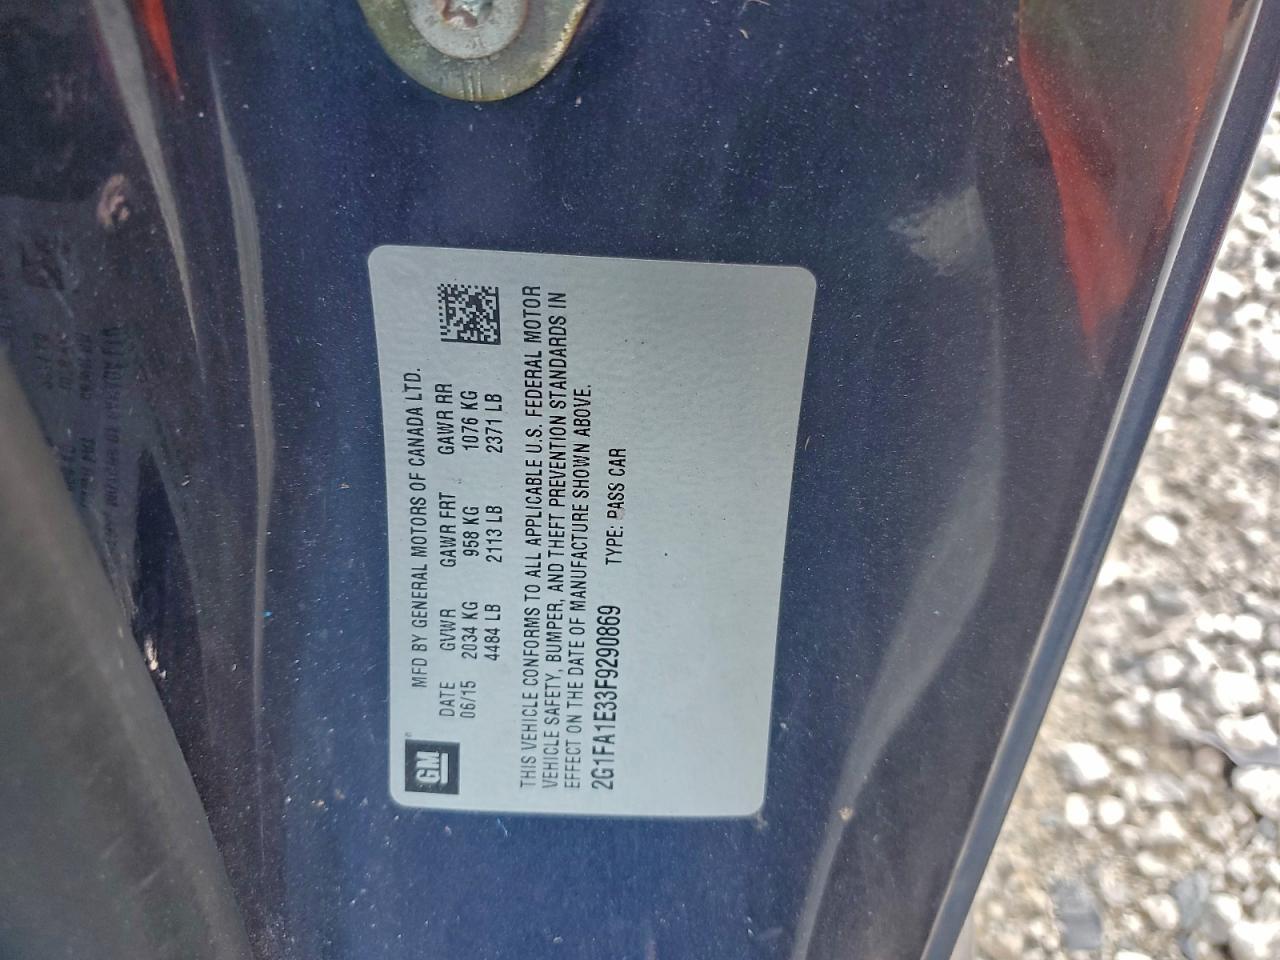 GM
MFD BY GENERAL MOTORS OF CANADA LTD.
DATE GVWR GAWR FRT GAWR RR
06/15 2034 KG 958 KG 1076 KG
4484 LB 2113 LB 2371 LB
THIS VEHICLE CONFORMS TO ALL APPLICABLE U.S. FEDERAL MOTOR
VEHICLE SAFETY, BUMPER, AND THEFT PREVENTION STANDARDS IN
EFFECT ON THE DATE OF MANUFACTURE SHOWN ABOVE.
2G1FA1E33F9290869 TYPE: PASS CAR